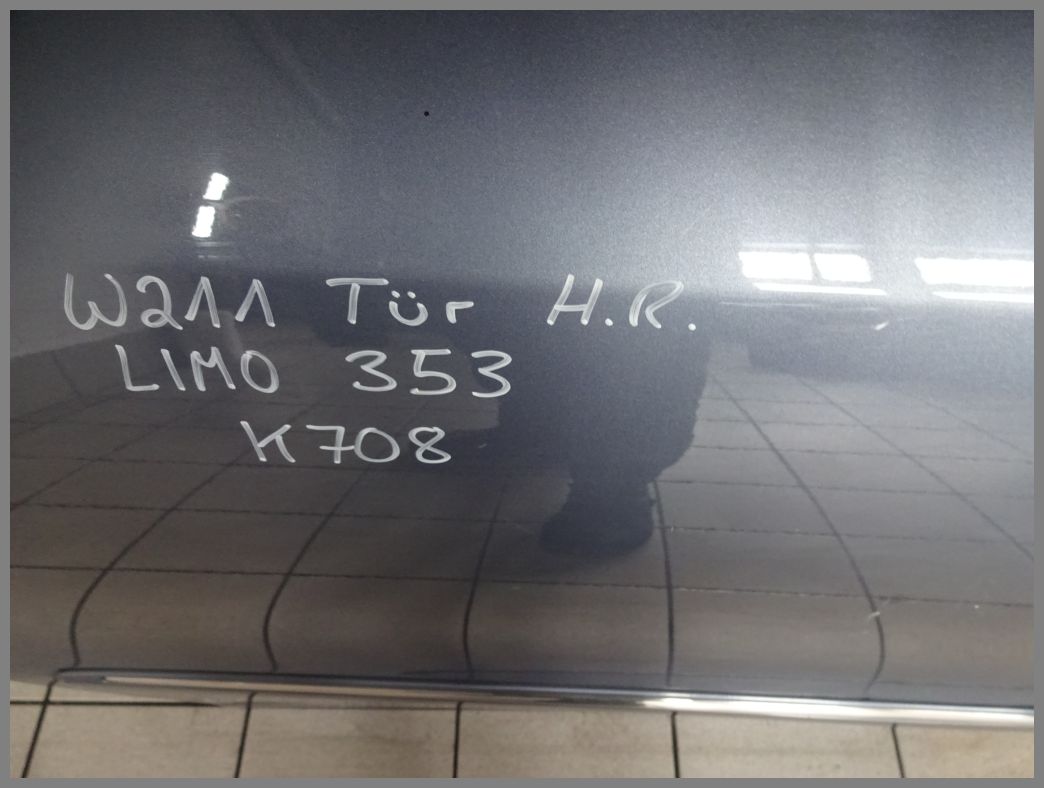 W211 Tür H.R.
LIMO 353
K708